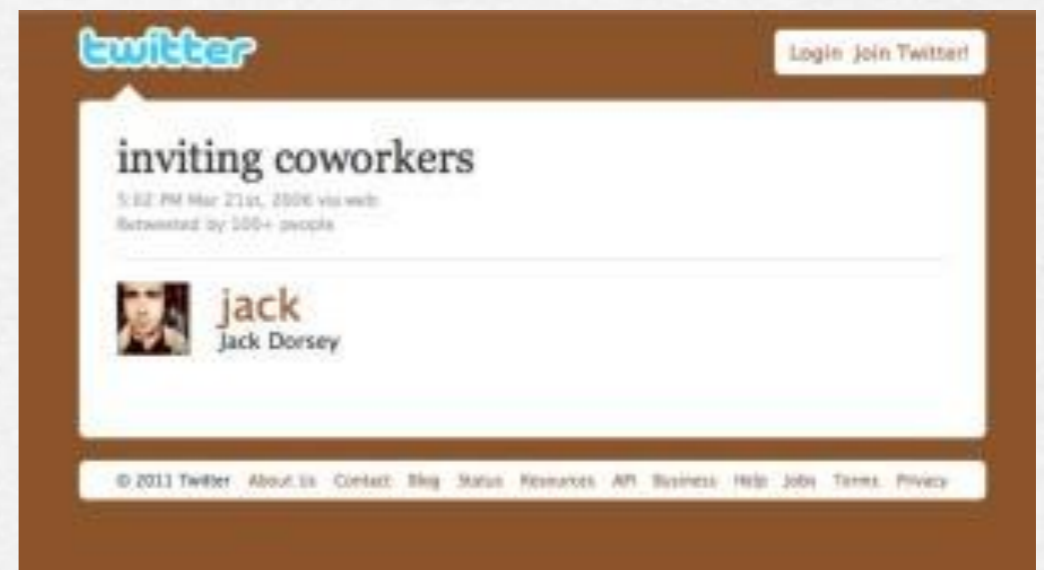 twitter
Login Join Twitter!
inviting coworkers
5:02 PM Mar 21st, 2006 via web
Retweeted by 100+ people
jack
Jack Dorsey
© 2011 Twitter About Us Contact Blog Status Resources API Business Help Jobs Terms Privacy